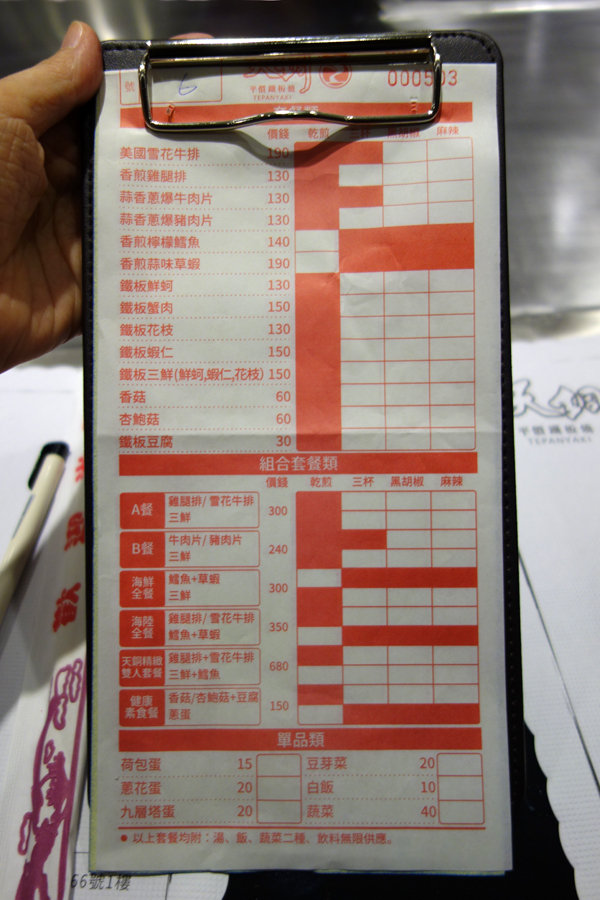 號 6
平價鐵板燒
TEPANYAKI
000503
價錢 乾煎 三杯 黑胡椒 麻辣
美國雪花牛排 190
香煎雞腿排 130
蒜香蔥爆牛肉片 130
蒜香蔥爆豬肉片 130
香煎檸檬鱈魚 140
香煎蒜味草蝦 190
鐵板鮮蚵 130
鐵板蟹肉 150
鐵板花枝 130
鐵板蝦仁 150
鐵板三鮮(鮮蚵,蝦仁,花枝) 150
香菇 60
杏鮑菇 60
鐵板豆腐 30
組合套餐類
價錢 乾煎 三杯 黑胡椒 麻辣
A餐 雞腿排/雪花牛排 300
三鮮
B餐 牛肉片/豬肉片 240
三鮮
海鮮全餐 鱈魚+草蝦 300
三鮮
海陸全餐 雞腿排/雪花牛排 350
鱈魚+草蝦
天銅精緻雙人套餐 雞腿排+雪花牛排 680
三鮮+鱈魚
健康素食餐 香菇/杏鮑菇+豆腐 150
蔥蛋
單品類
荷包蛋 15 豆芽菜 20
蔥花蛋 20 白飯 10
九層塔蛋 20 蔬菜 40
● 以上套餐均附：湯、飯、蔬菜二種、飲料無限供應。
平價鐵板燒
TEPANYAKI
歡迎
66號1樓